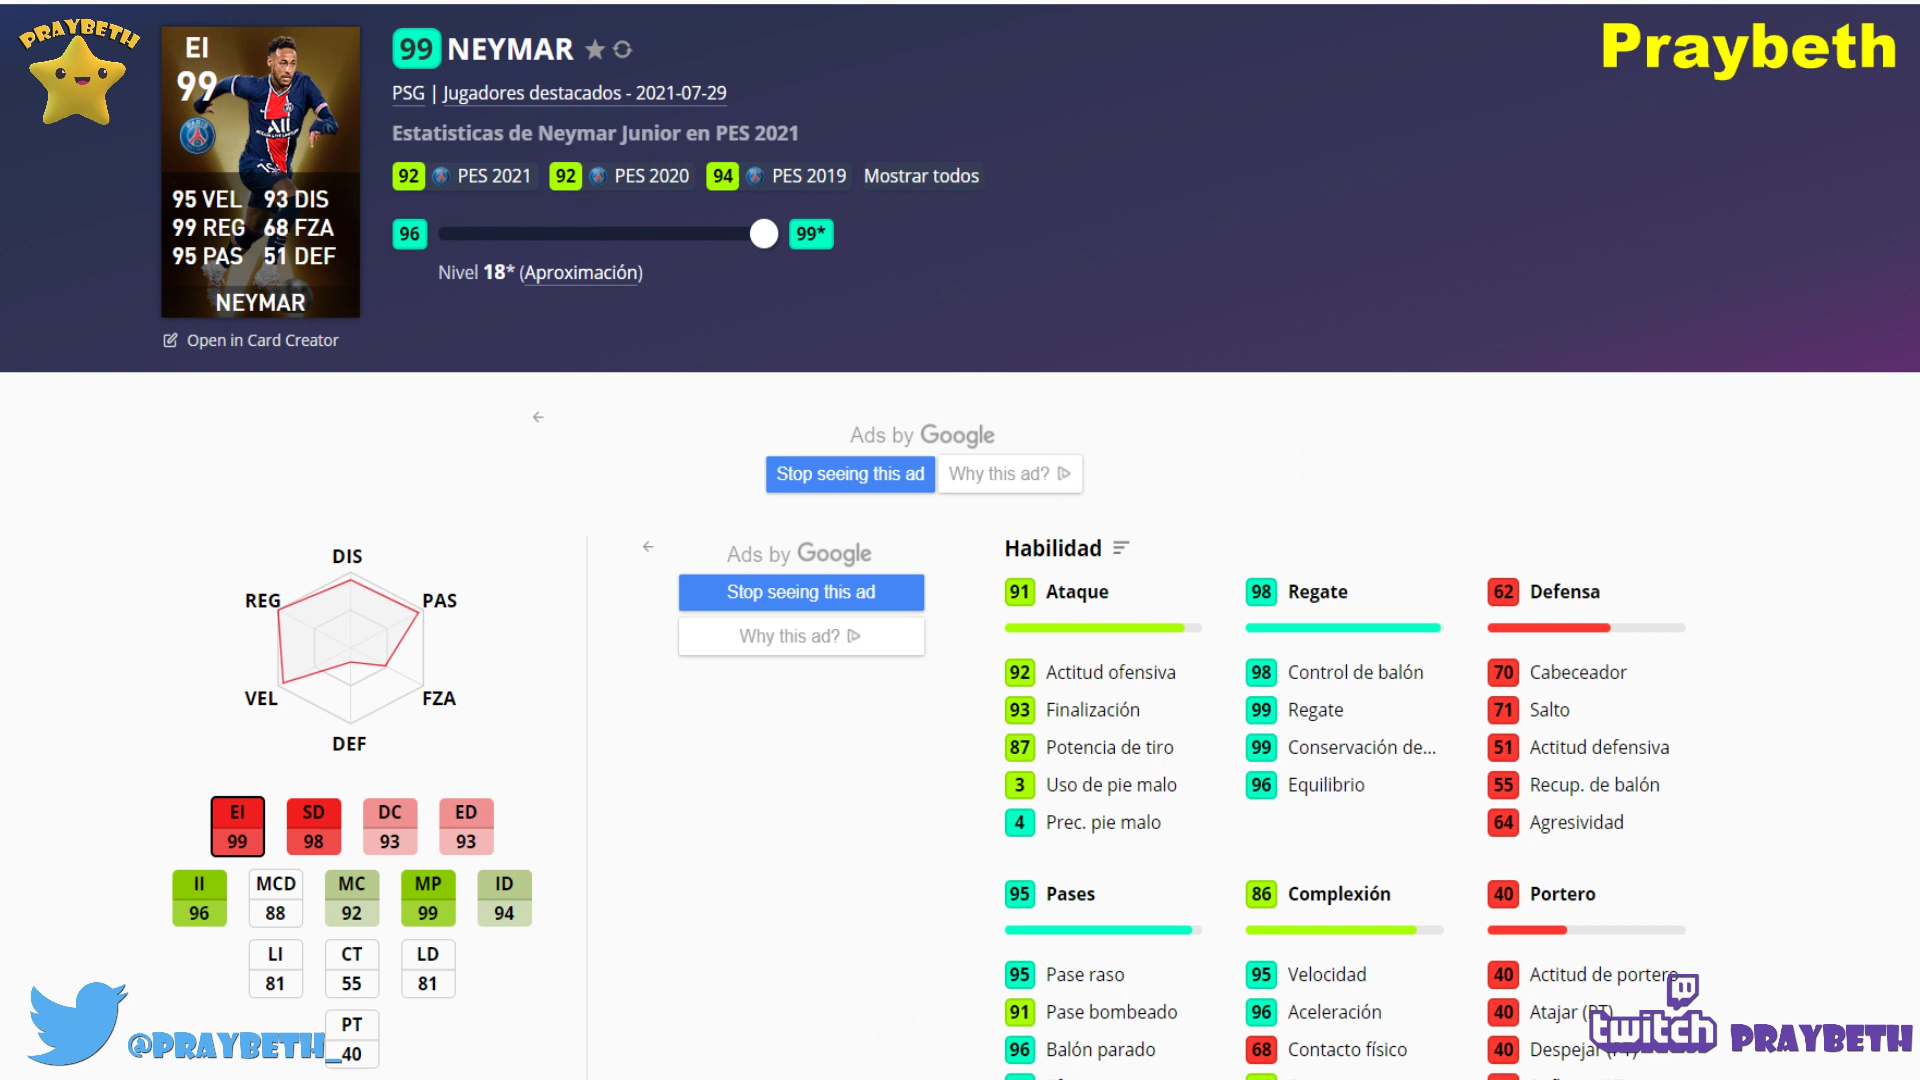 PRAYBETH
EI
99
95 VEL 93 DIS
99 REG 68 FZA
95 PAS 51 DEF
NEYMAR
Open in Card Creator
99 NEYMAR
PSG | Jugadores destacados - 2021-07-29
Estatisticas de Neymar Junior en PES 2021
92 PES 2021 92 PES 2020 94 PES 2019 Mostrar todos
96 99*
Nivel 18* (Aproximación)
Praybeth
Ads by Google
Stop seeing this ad Why this ad?
DIS
REG PAS
VEL FZA
DEF
EI SD DC ED
99 98 93 93
II MCD MC MP ID
96 88 92 99 94
LI CT LD
81 55 81
PT
40
Ads by Google
Stop seeing this ad
Why this ad?
Habilidad
91 Ataque
92 Actitud ofensiva
93 Finalización
87 Potencia de tiro
3 Uso de pie malo
4 Prec. pie malo
98 Regate
98 Control de balón
99 Regate
99 Conservación de...
96 Equilibrio
62 Defensa
70 Cabeceador
71 Salto
51 Actitud defensiva
55 Recup. de balón
64 Agresividad
95 Pases
95 Pase raso
91 Pase bombeado
96 Balón parado
86 Complexión
95 Velocidad
96 Aceleración
68 Contacto físico
40 Portero
40 Actitud de portero
40 Atajar (PT)
40 Despejar
@PRAYBETH_
twitch PRAYBETH